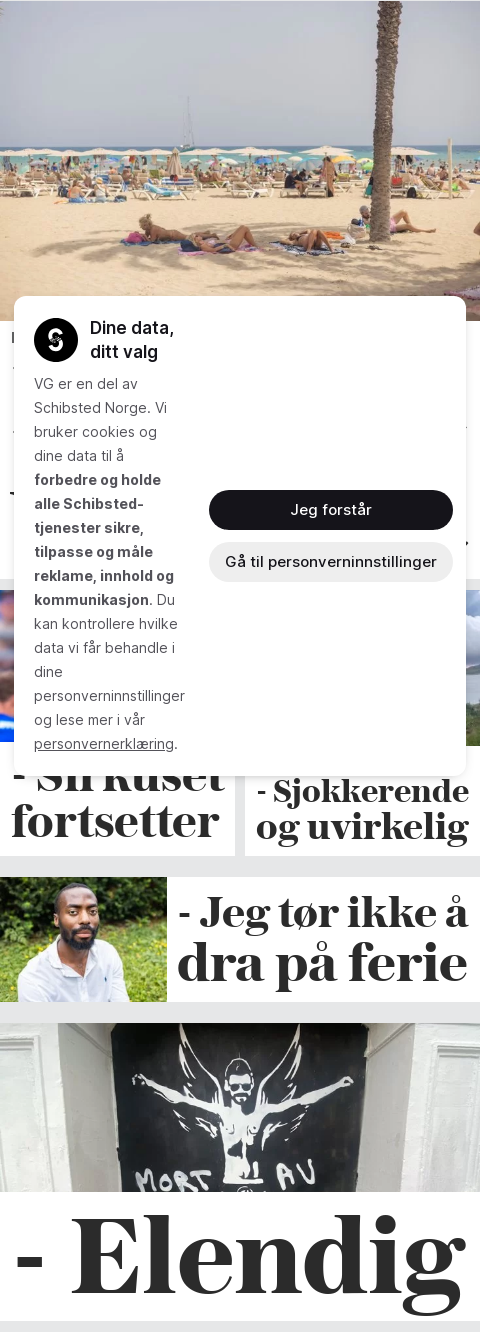 Dine data,
ditt valg
VG er en del av
Schibsted Norge. Vi
bruker cookies og
dine data til å
forbedre og holde
alle Schibsted-
tjenester sikre,
tilpasse og måle
reklame, innhold og
kommunikasjon. Du
kan kontrollere hvilke
data vi får behandle i
dine
personverninnstillinger
og lese mer i vår
personvernerklæring.
Jeg forstår
Gå til personverninnstillinger
- Sirkuset
fortsetter
- Sjokkerende
og uvirkelig
- Jeg tør ikke å
dra på ferie
MORT AV
- Elendig